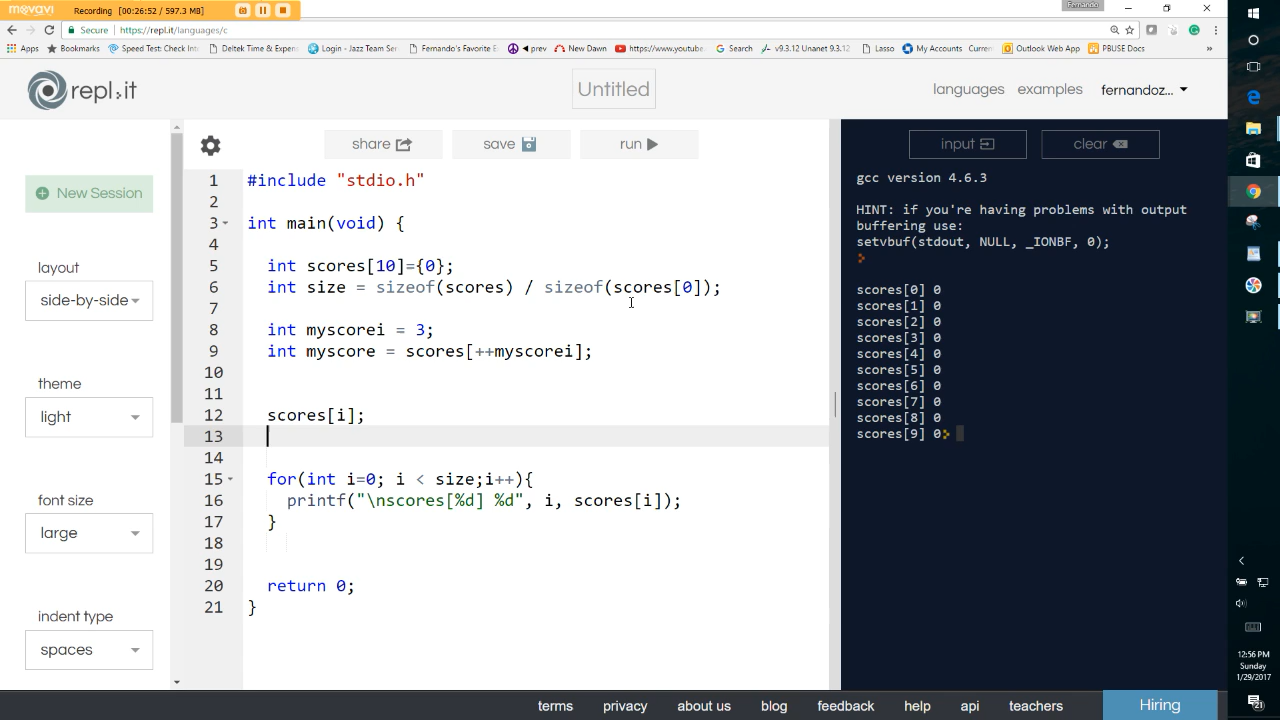 movavi Recording (00:26:52 / 597.3 MB)
Fernando
Secure https://repl.it/languages/c
Apps Bookmarks Speed Test: Check Int Deltek Time & Expen Login - Jazz Team Ser Fernando's Favorite E ◄ prev New Dawn https://www.youtube. Search v9.3.12 Unanet 9.3.12 Lasso My Accounts Current Outlook Web App PBUSE Docs »
repl.it
Untitled
languages examples fernandoz...
share save run
input clear
New Session
layout
side-by-side
theme
light
font size
large
indent type
spaces
1 #include "stdio.h"
2
3 int main(void) {
4
5 int scores[10]={0};
6 int size = sizeof(scores) / sizeof(scores[0]);
7
8 int myscorei = 3;
9 int myscore = scores[++myscorei];
10
11
12 scores[i];
13
14
15 for(int i=0; i < size;i++){
16 printf("\nscores[%d] %d", i, scores[i]);
17 }
18
19
20 return 0;
21 }
gcc version 4.6.3
HINT: if you're having problems with output
buffering use:
setvbuf(stdout, NULL, _IONBF, 0);
scores[0] 0
scores[1] 0
scores[2] 0
scores[3] 0
scores[4] 0
scores[5] 0
scores[6] 0
scores[7] 0
scores[8] 0
scores[9] 0
terms privacy about us blog feedback help api teachers Hiring
12:56 PM
Sunday
1/29/2017
21